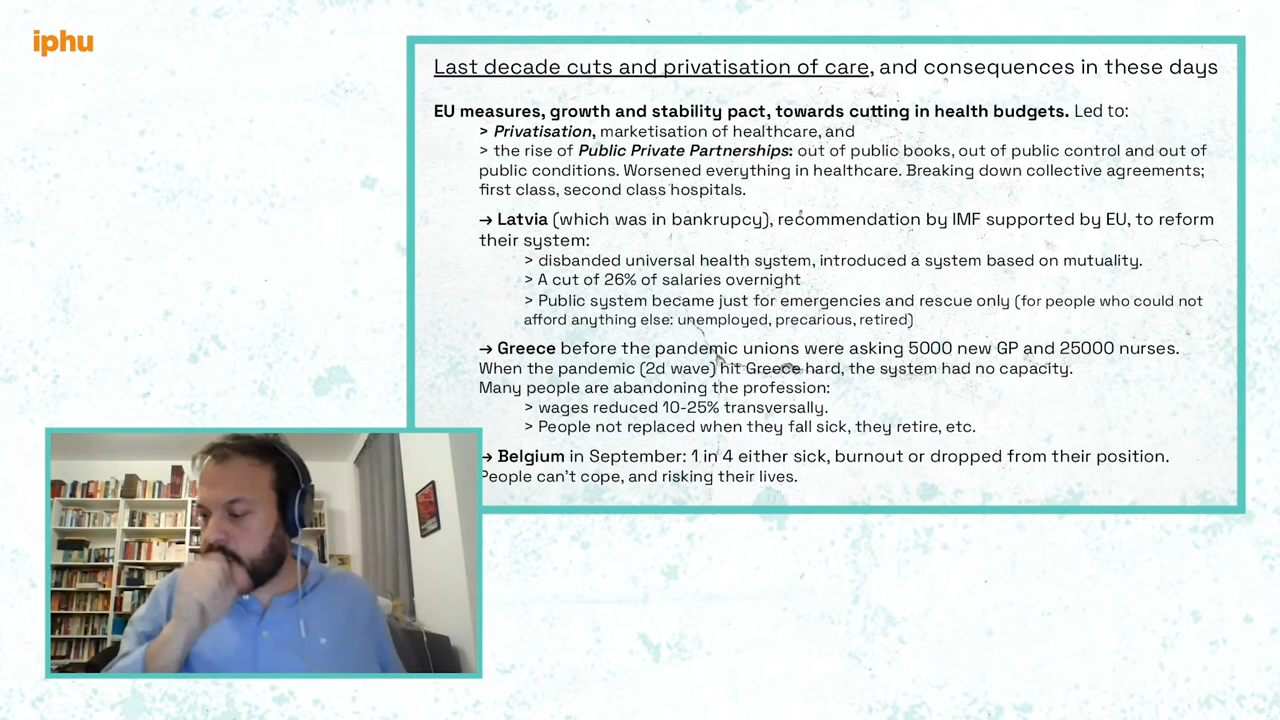 iphu
Last decade cuts and privatisation of care, and consequences in these days
EU measures, growth and stability pact, towards cutting in health budgets. Led to:
> Privatisation, marketisation of healthcare, and
> the rise of Public Private Partnerships: out of public books, out of public control and out of
public conditions. Worsened everything in healthcare. Breaking down collective agreements;
first class, second class hospitals.
→ Latvia (which was in bankrupcy), recommendation by IMF supported by EU, to reform
their system:
> disbanded universal health system, introduced a system based on mutuality.
> A cut of 26% of salaries overnight
> Public system became just for emergencies and rescue only (for people who could not
afford anything else: unemployed, precarious, retired)
→ Greece before the pandemic unions were asking 5000 new GP and 25000 nurses.
When the pandemic (2d wave) hit Greece hard, the system had no capacity.
Many people are abandoning the profession:
> wages reduced 10-25% transversally.
> People not replaced when they fall sick, they retire, etc.
→ Belgium in September: 1 in 4 either sick, burnout or dropped from their position.
People can't cope, and risking their lives.